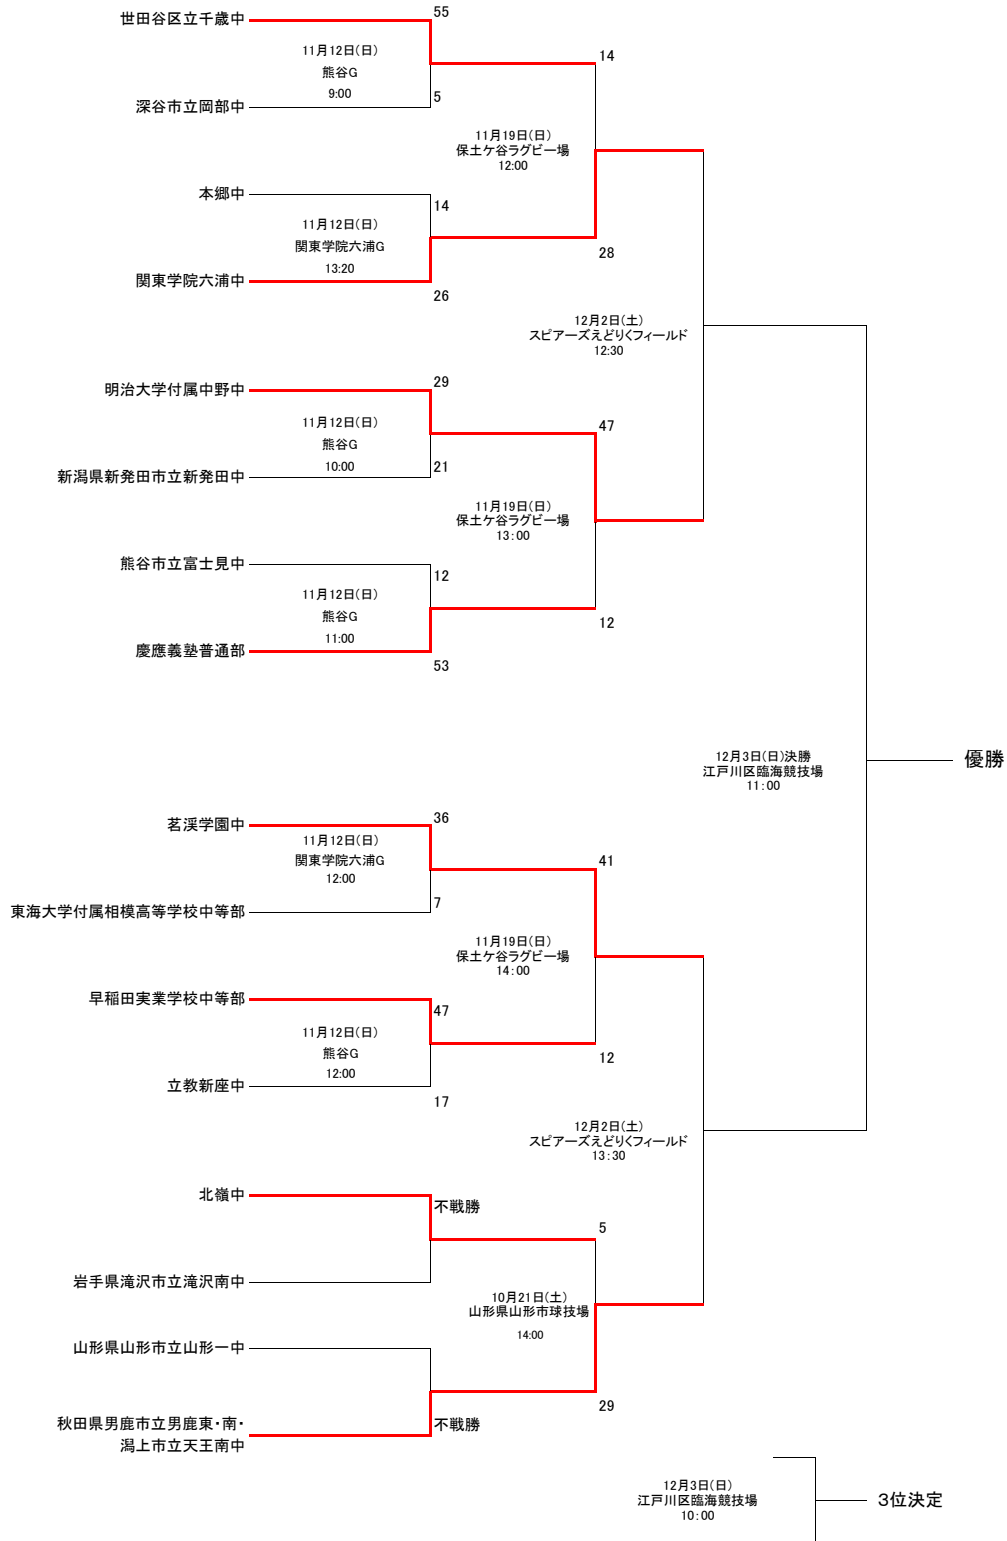 世田谷区立千歳中
55
11月12日(日)
熊谷G
9:00
14
5
深谷市立岡部中
11月19日(日)
保土ケ谷ラグビー場
12:00
本郷中
14
11月12日(日)
関東学院六浦G
13:20
28
関東学院六浦中
26
12月2日(土)
スピアーズえどりくフィールド
12:30
明治大学付属中野中
29
11月12日(日)
熊谷G
10:00
47
21
新潟県新発田市立新発田中
11月19日(日)
保土ケ谷ラグビー場
13:00
熊谷市立富士見中
12
11月12日(日)
熊谷G
11:00
12
慶應義塾普通部
53
12月3日(日)決勝
江戸川区臨海競技場
11:00
優勝
茗渓学園中
36
11月12日(日)
関東学院六浦G
12:00
41
7
東海大学付属相模高等学校中等部
11月19日(日)
保土ケ谷ラグビー場
14:00
早稲田実業学校中等部
47
11月12日(日)
熊谷G
12:00
12
立教新座中
17
12月2日(土)
スピアーズえどりくフィールド
13:30
北嶺中
不戦勝
5
岩手県滝沢市立滝沢南中
10月21日(土)
山形県山形市球技場
14:00
山形県山形市立山形一中
29
秋田県男鹿市立男鹿東・南・
潟上市立天王南中
不戦勝
12月3日(日)
江戸川区臨海競技場
10:00
3位決定